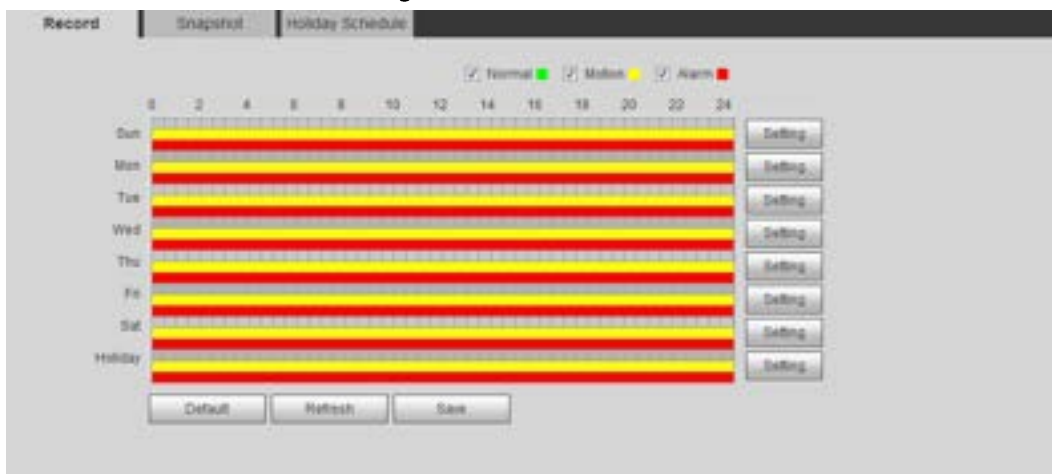 Record Snapshot Holiday Schedule
Normal Motion Alarm
0 2 4 6 8 10 12 14 16 18 20 22 24
Sun Setting
Mon Setting
Tue Setting
Wed Setting
Thu Setting
Fri Setting
Sat Setting
Holiday Setting
Default Refresh Save